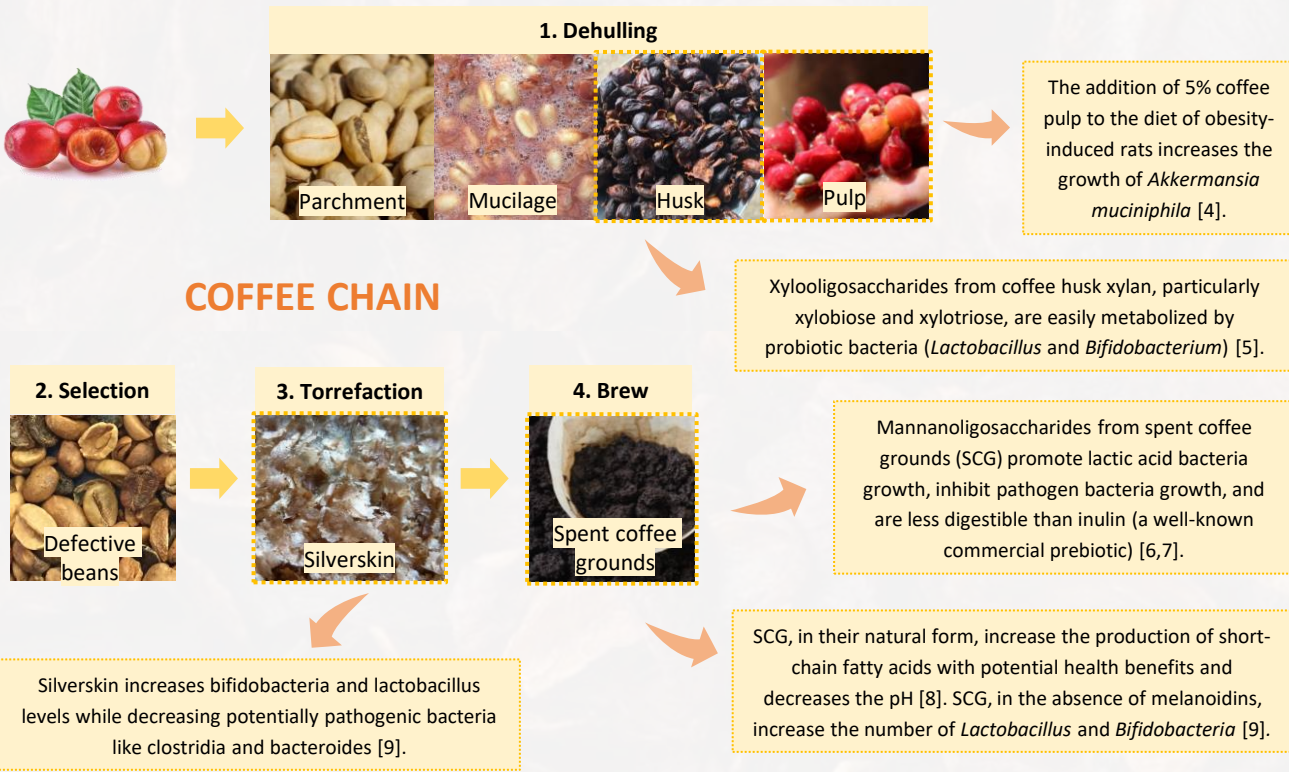 1. Dehulling
Parchment
Mucilage
Husk
Pulp
The addition of 5% coffee
pulp to the diet of obesity-
induced rats increases the
growth of Akkermansia
muciniphila [4].
COFFEE CHAIN
Xylooligosaccharides from coffee husk xylan, particularly
xylobiose and xylotriose, are easily metabolized by
probiotic bacteria (Lactobacillus and Bifidobacterium) [5].
2. Selection
Defective
beans
3. Torrefaction
Silverskin
4. Brew
Spent coffee
grounds
Mannanoligosaccharides from spent coffee
grounds (SCG) promote lactic acid bacteria
growth, inhibit pathogen bacteria growth, and
are less digestible than inulin (a well-known
commercial prebiotic) [6,7].
SCG, in their natural form, increase the production of short-
chain fatty acids with potential health benefits and
decreases the pH [8]. SCG, in the absence of melanoidins,
increase the number of Lactobacillus and Bifidobacteria [9].
Silverskin increases bifidobacteria and lactobacillus
levels while decreasing potentially pathogenic bacteria
like clostridia and bacteroides [9].